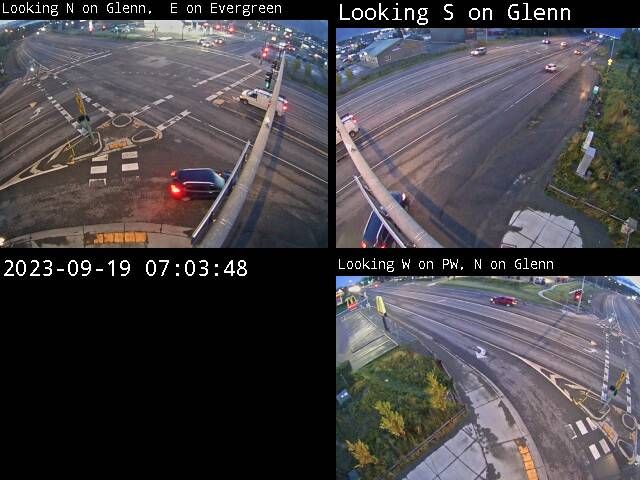 Looking N on Glenn,  E on Evergreen
Looking S on Glenn
2023-09-19 07:03:48
Looking W on PW, N on Glenn